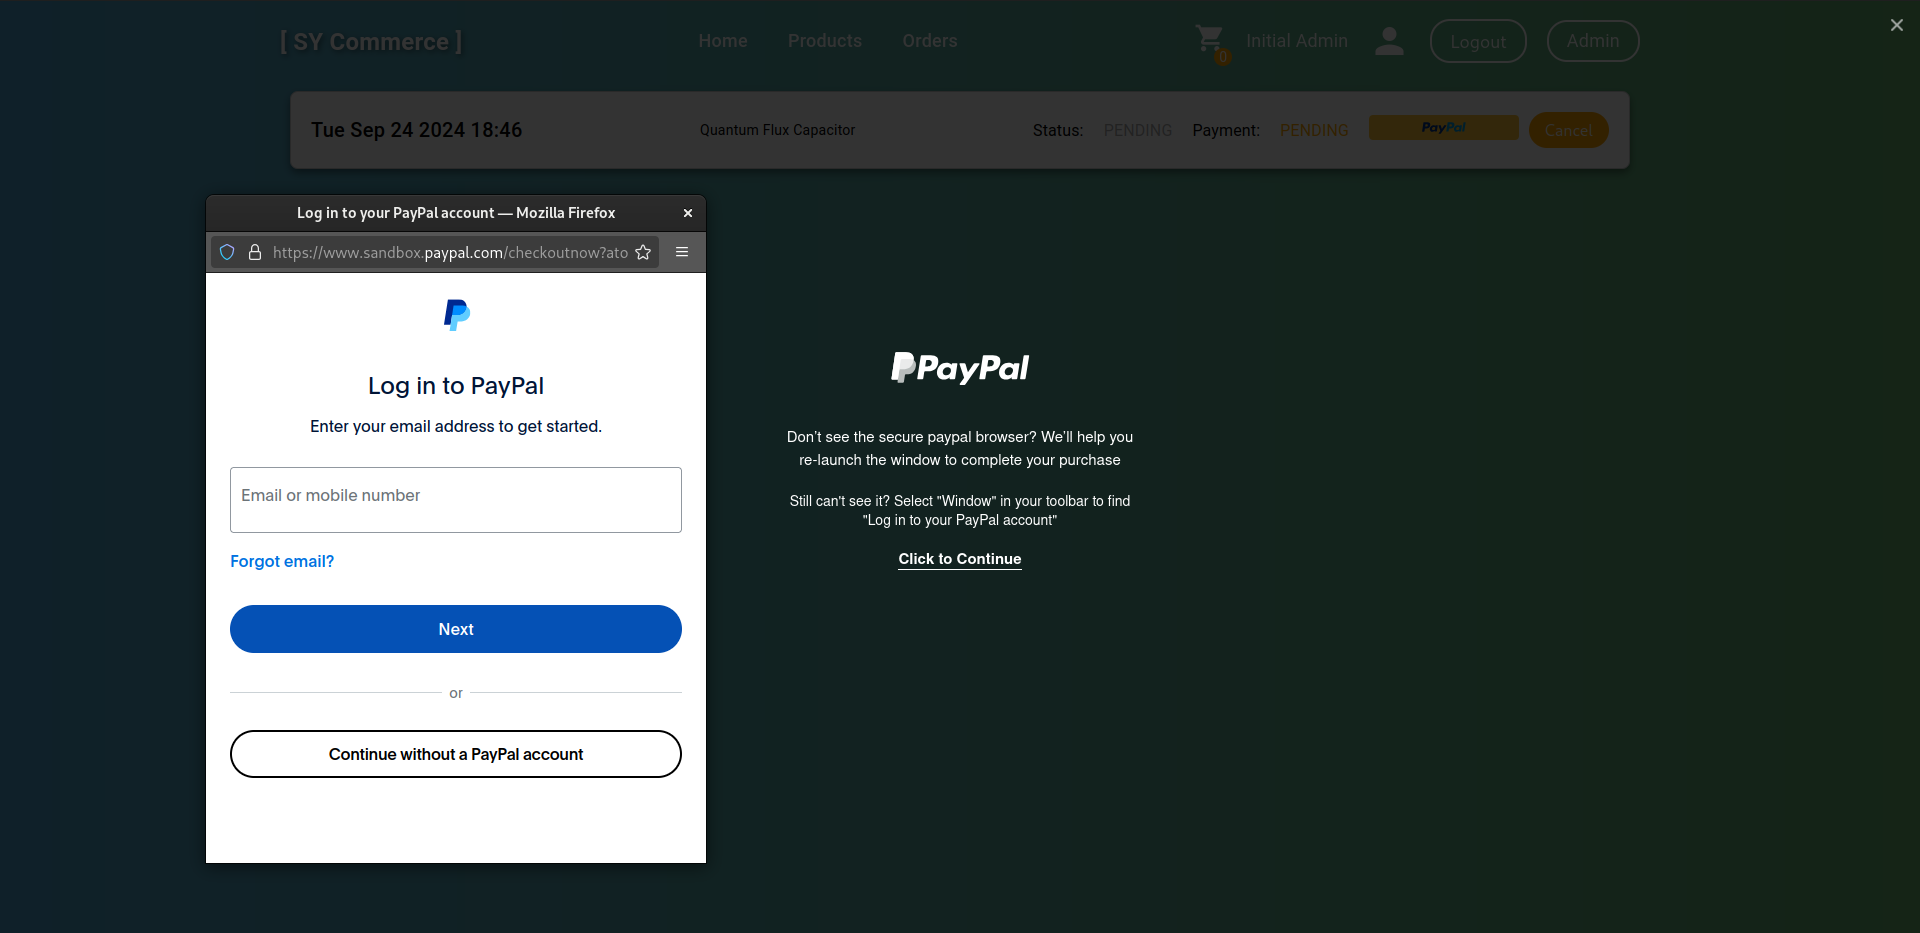 [ SY Commerce ]
Home
Products
Orders
0
Initial Admin
Logout
Admin
Tue Sep 24 2024 18:46
Quantum Flux Capacitor
Status:
PENDING
Payment:
PENDING
PayPal
Cancel
Log in to your PayPal account — Mozilla Firefox
https://www.sandbox.paypal.com/checkoutnow?ato
Log in to PayPal
Enter your email address to get started.
Email or mobile number
Forgot email?
Next
or
Continue without a PayPal account
PayPal
Don't see the secure paypal browser? We'll help you
re-launch the window to complete your purchase
Still can't see it? Select "Window" in your toolbar to find
"Log in to your PayPal account"
Click to Continue